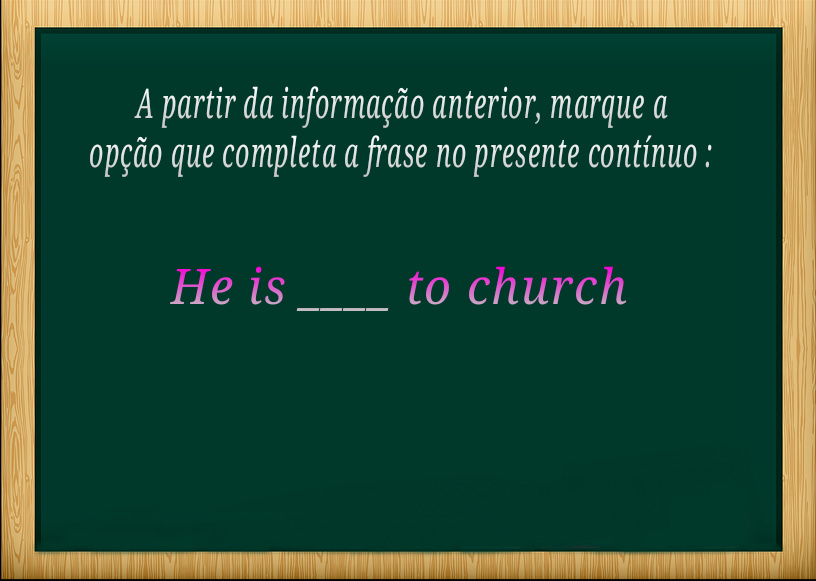 A partir da informação anterior, marque a
opção que completa a frase no presente contínuo :
He is ____ to church